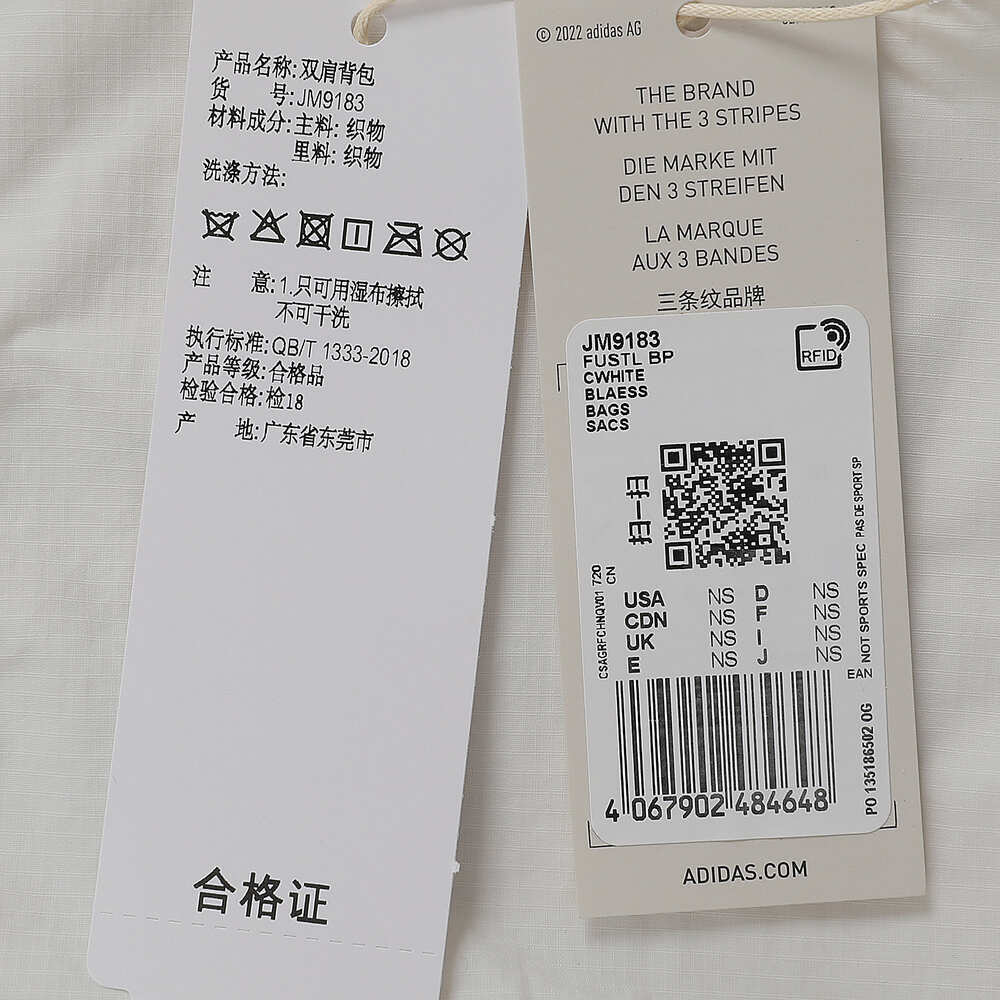 产品名称:双肩背包
货 号:JM9183
材料成分:主料: 织物
里料: 织物
洗涤方法:
注 意:1.只可用湿布擦拭
不可干洗
执行标准:QB/T 1333-2018
产品等级:合格品
检验合格:检18
产 地:广东省东莞市
合格证
© 2022 adidas AG
THE BRAND
WITH THE 3 STRIPES
DIE MARKE MIT
DEN 3 STREIFEN
LA MARQUE
AUX 3 BANDES
三条纹品牌
JM9183
FUSTL BP
CWHITE
BLAESS
BAGS
SACS
RFID
扫一扫
CSAGRFCHNQV01 720
CN
USA NS D NS
CDN NS F NS
UK NS I NS
E NS J NS
EAN NOT SPORTS SPEC PAS DE SPORT SP
PO 135186502 OG
4 067902 484648
ADIDAS.COM